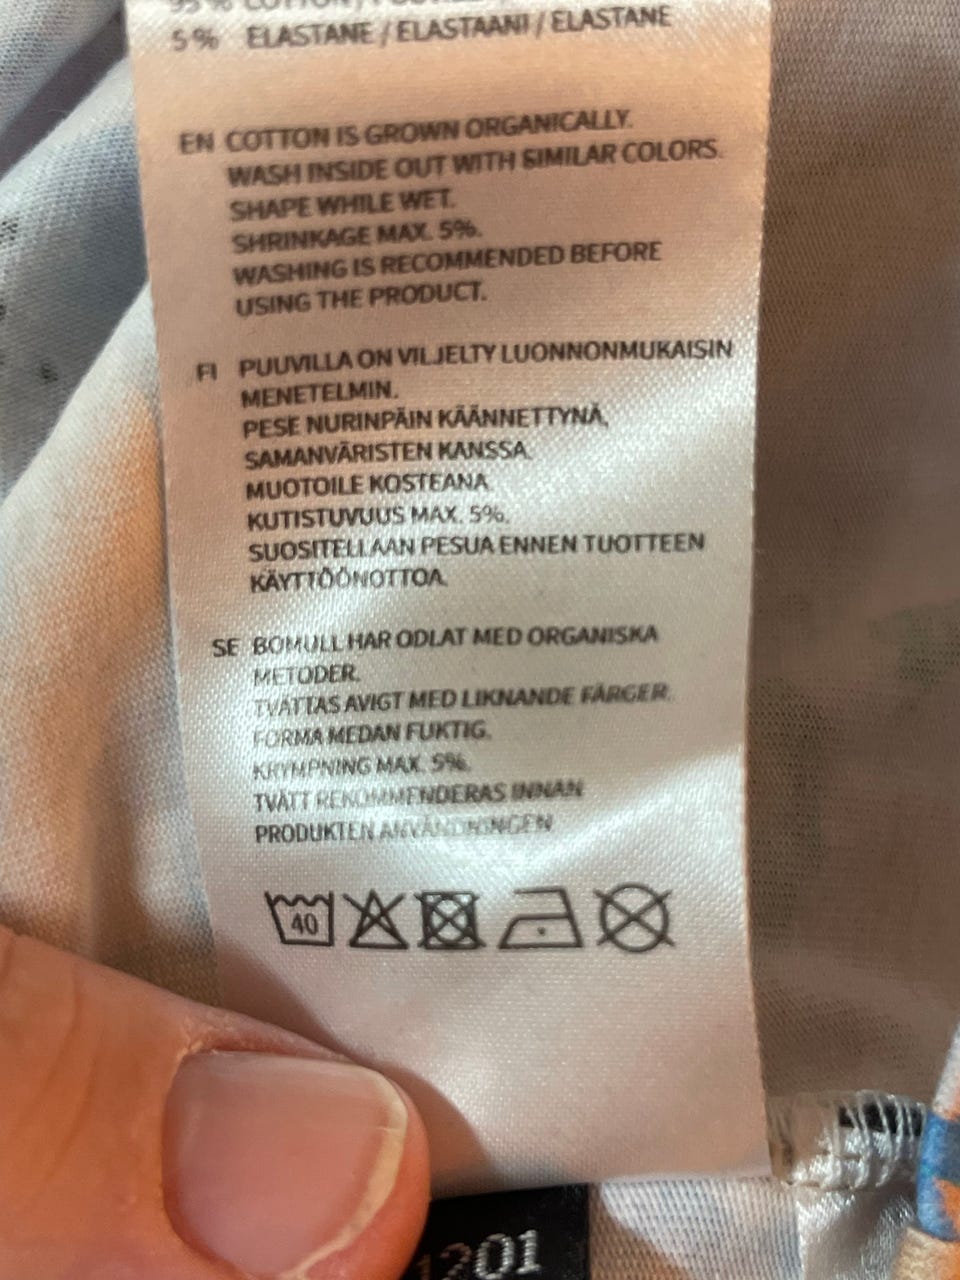 95% COTTON /
5% ELASTANE / ELASTAANI / ELASTANE
EN COTTON IS GROWN ORGANICALLY.
WASH INSIDE OUT WITH SIMILAR COLORS.
SHAPE WHILE WET.
SHRINKAGE MAX. 5%.
WASHING IS RECOMMENDED BEFORE
USING THE PRODUCT.
FI PUUVILLA ON VILJELTY LUONNONMUKAISIN
MENETELMIN.
PESE NURINPÄIN KÄÄNNETTYNÄ,
SAMANVÄRISTEN KANSSA.
MUOTOILE KOSTEANA.
KUTISTUVUUS MAX. 5%.
SUOSITELLAAN PESUA ENNEN TUOTTEEN
KÄYTTÖÖNOTTOA.
SE BOMULL HAR ODLAT MED ORGANISKA
METODER.
TVÄTTAS AVIGT MED LIKNANDE FÄRGER.
FORMA MEDAN FUKTIG.
KRYMPNING MAX. 5%.
TVÄTT REKOMMENDERAS INNAN
PRODUKTEN ANVÄNDNINGEN
40
1201